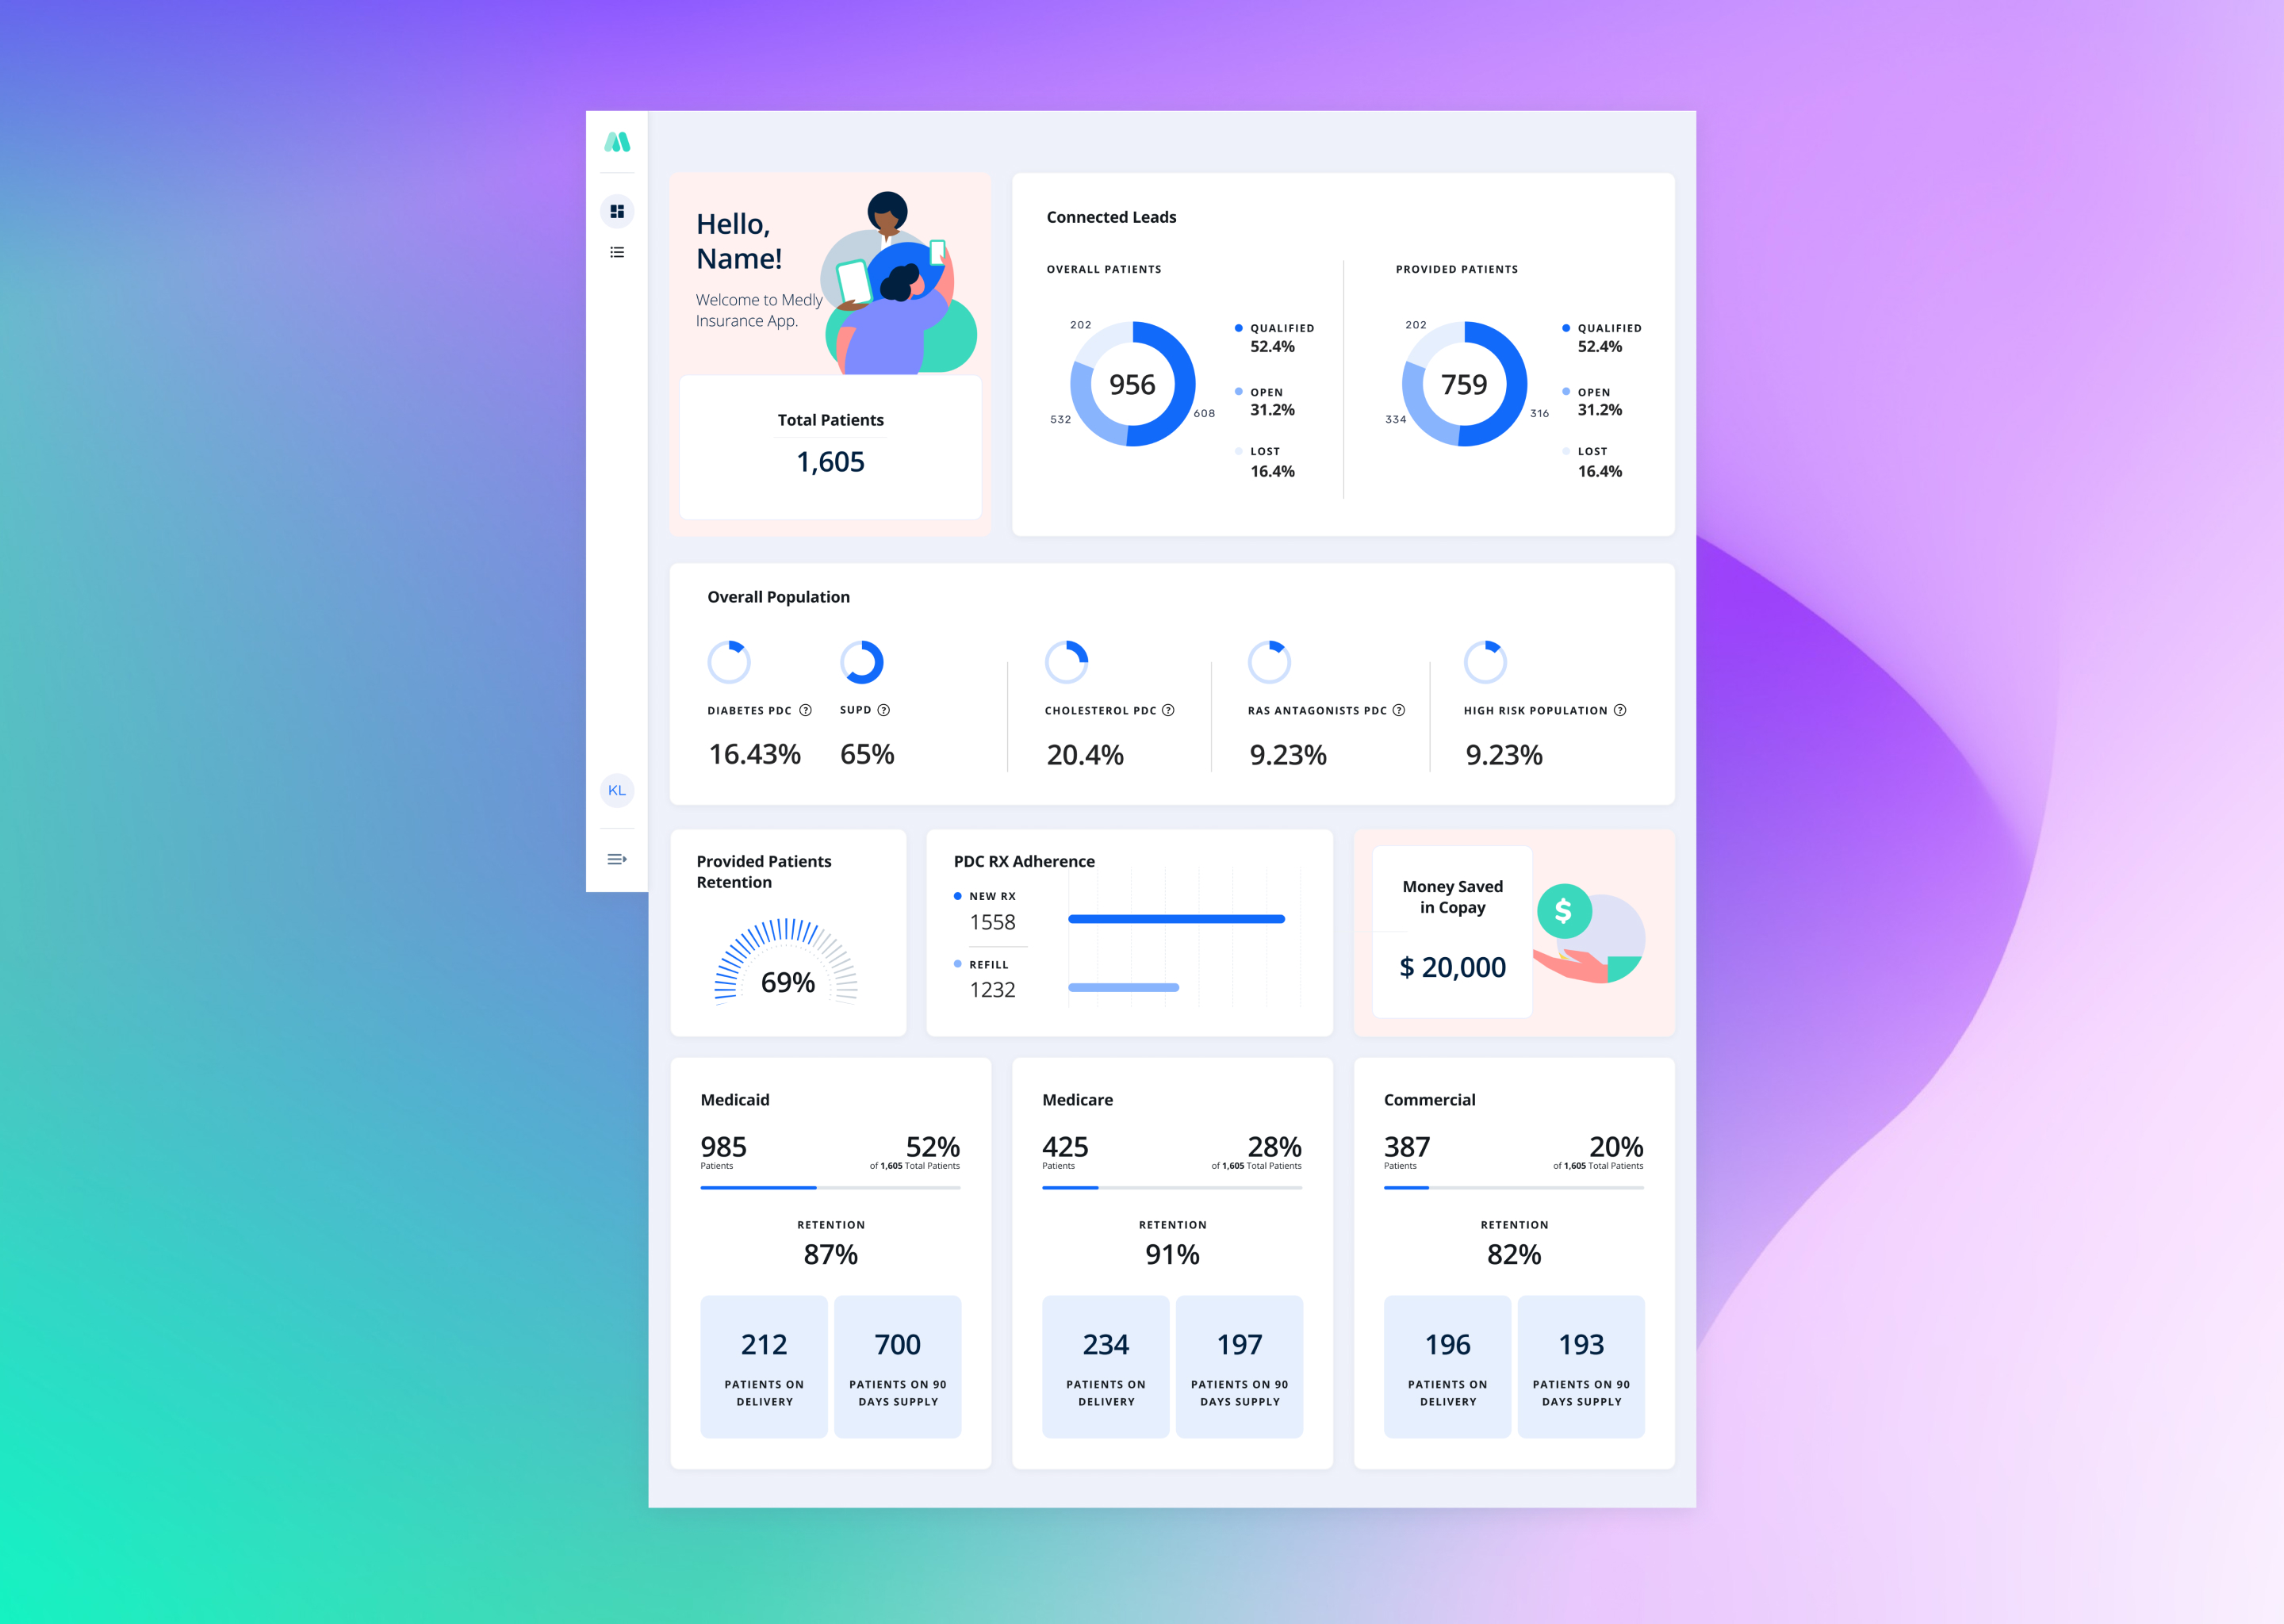 Hello,
Name!
Welcome to Medly
Insurance App.
Total Patients
1,605
Connected Leads
OVERALL PATIENTS
202
956
532
608
QUALIFIED
52.4%
OPEN
31.2%
LOST
16.4%
PROVIDED PATIENTS
202
759
334
316
QUALIFIED
52.4%
OPEN
31.2%
LOST
16.4%
Overall Population
DIABETES PDC ?
16.43%
SUPD ?
65%
CHOLESTEROL PDC ?
20.4%
RAS ANTAGONISTS PDC ?
9.23%
HIGH RISK POPULATION ?
9.23%
KL
Provided Patients
Retention
69%
PDC RX Adherence
NEW RX
1558
REFILL
1232
Money Saved
in Copay
$ 20,000
$
Medicaid
985
Patients
52%
of 1,605 Total Patients
RETENTION
87%
212
PATIENTS ON
DELIVERY
700
PATIENTS ON 90
DAYS SUPPLY
Medicare
425
Patients
28%
of 1,605 Total Patients
RETENTION
91%
234
PATIENTS ON
DELIVERY
197
PATIENTS ON 90
DAYS SUPPLY
Commercial
387
Patients
20%
of 1,605 Total Patients
RETENTION
82%
196
PATIENTS ON
DELIVERY
193
PATIENTS ON 90
DAYS SUPPLY